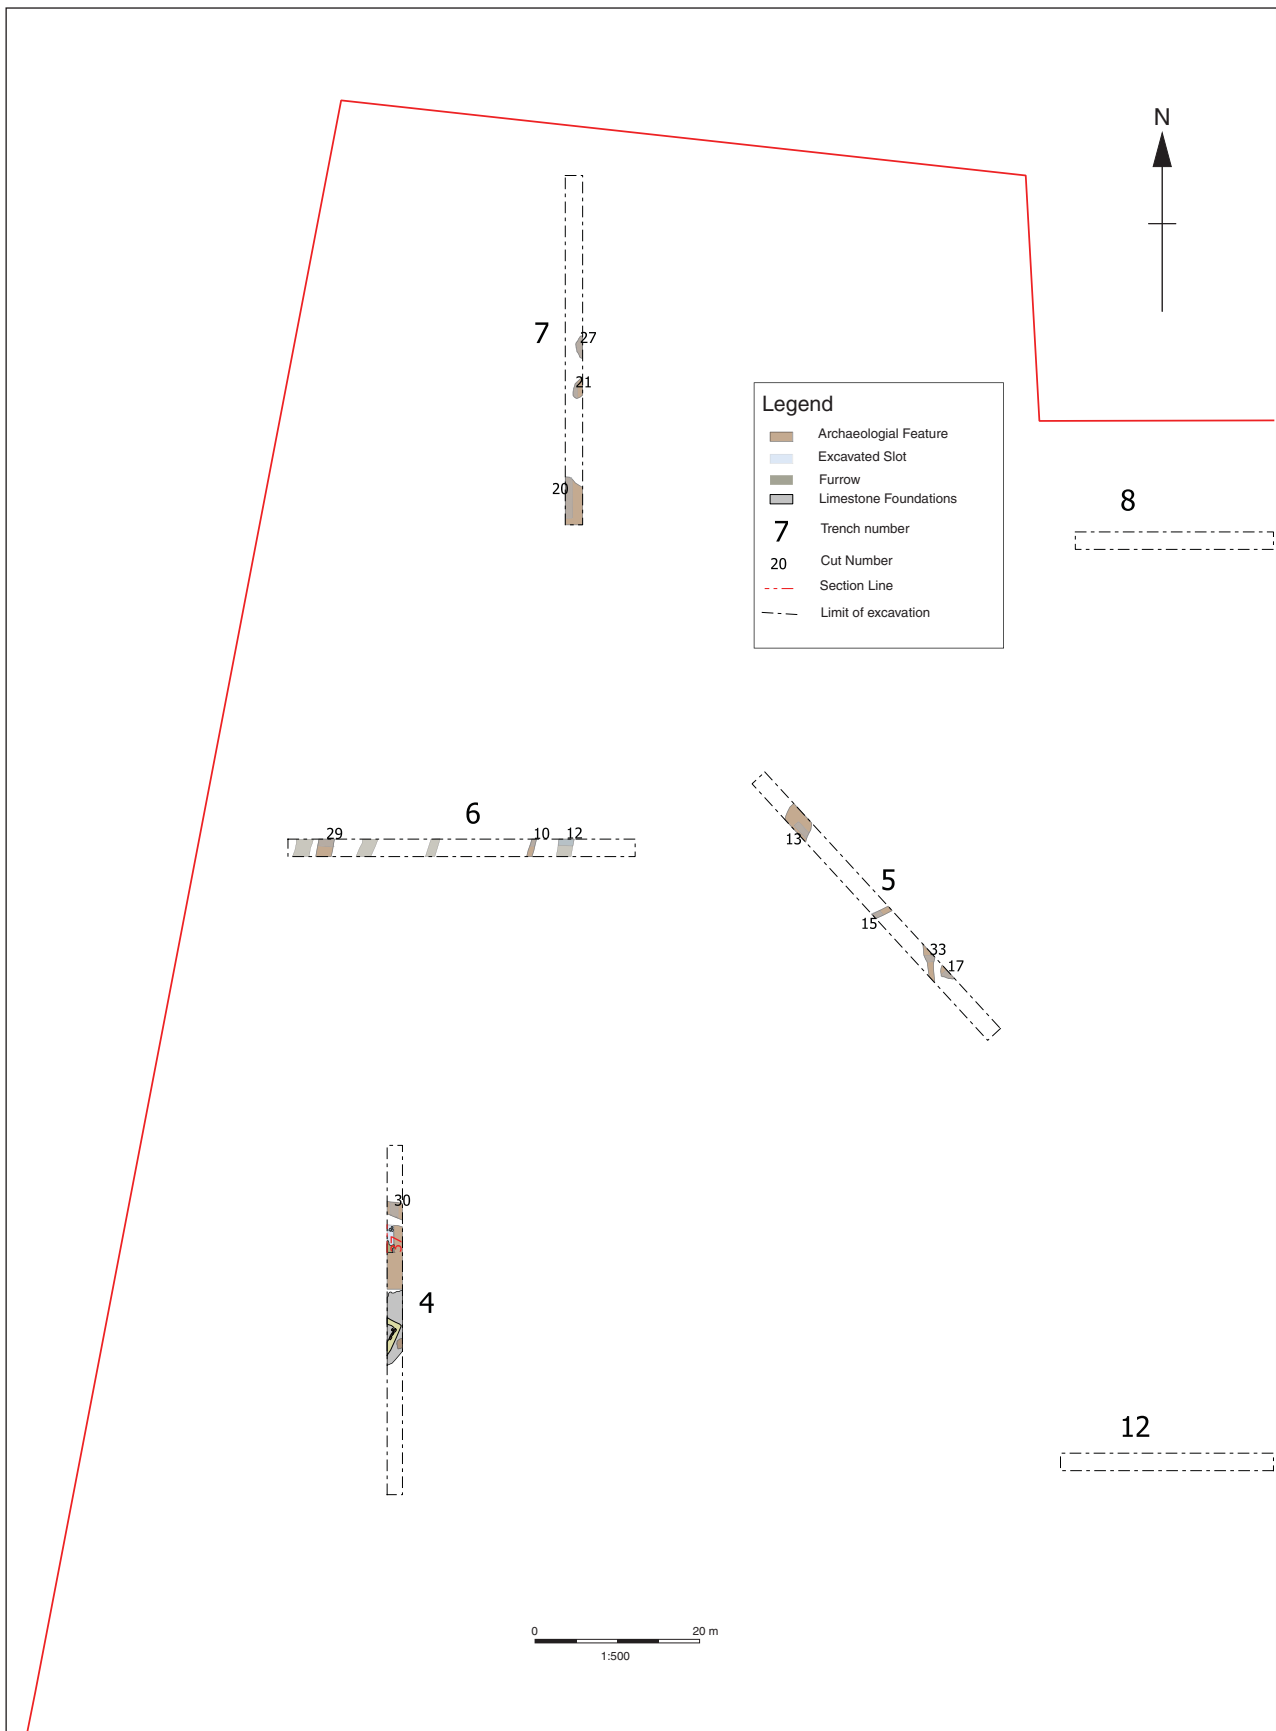 N
7
27
21
20
Legend
Archaeologial Feature
Excavated Slot
Furrow
Limestone Foundations
7 Trench number
20 Cut Number
Section Line
Limit of excavation
8
6
29
10
12
13
5
15
33
17
30
37
4
12
0 20 m
1:500